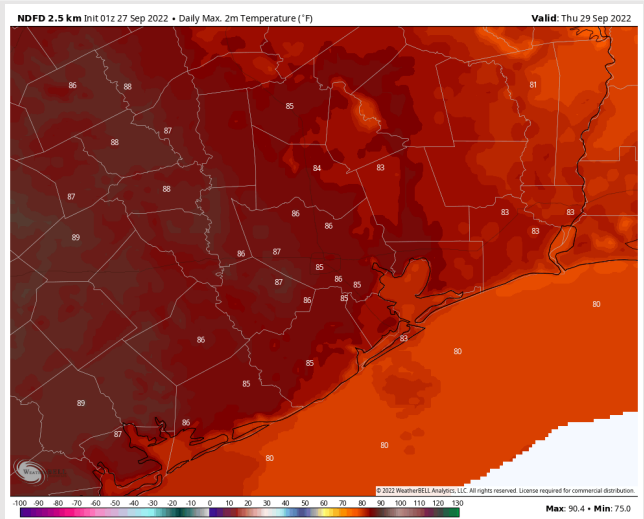 NDFD 2.5 km Init 01z 27 Sep 2022 • Daily Max. 2m Temperature (°F) Valid: Thu 29 Sep 2022
86 88 81
85
87
88
84 83
88
87
86 83 83
86 83
89
86 87
85
87 86 85
86 85 80
83
86 80
85
85
89
86
87
80
80
© 2022 WeatherBELL Analytics, LLC. All rights reserved. License required for commercial distribution.
-100 -90 -80 -70 -60 -50 -40 -30 -20 -10 0 10 20 30 40 50 60 70 80 90 100 110 120 130
Max: 90.4 • Min: 75.0